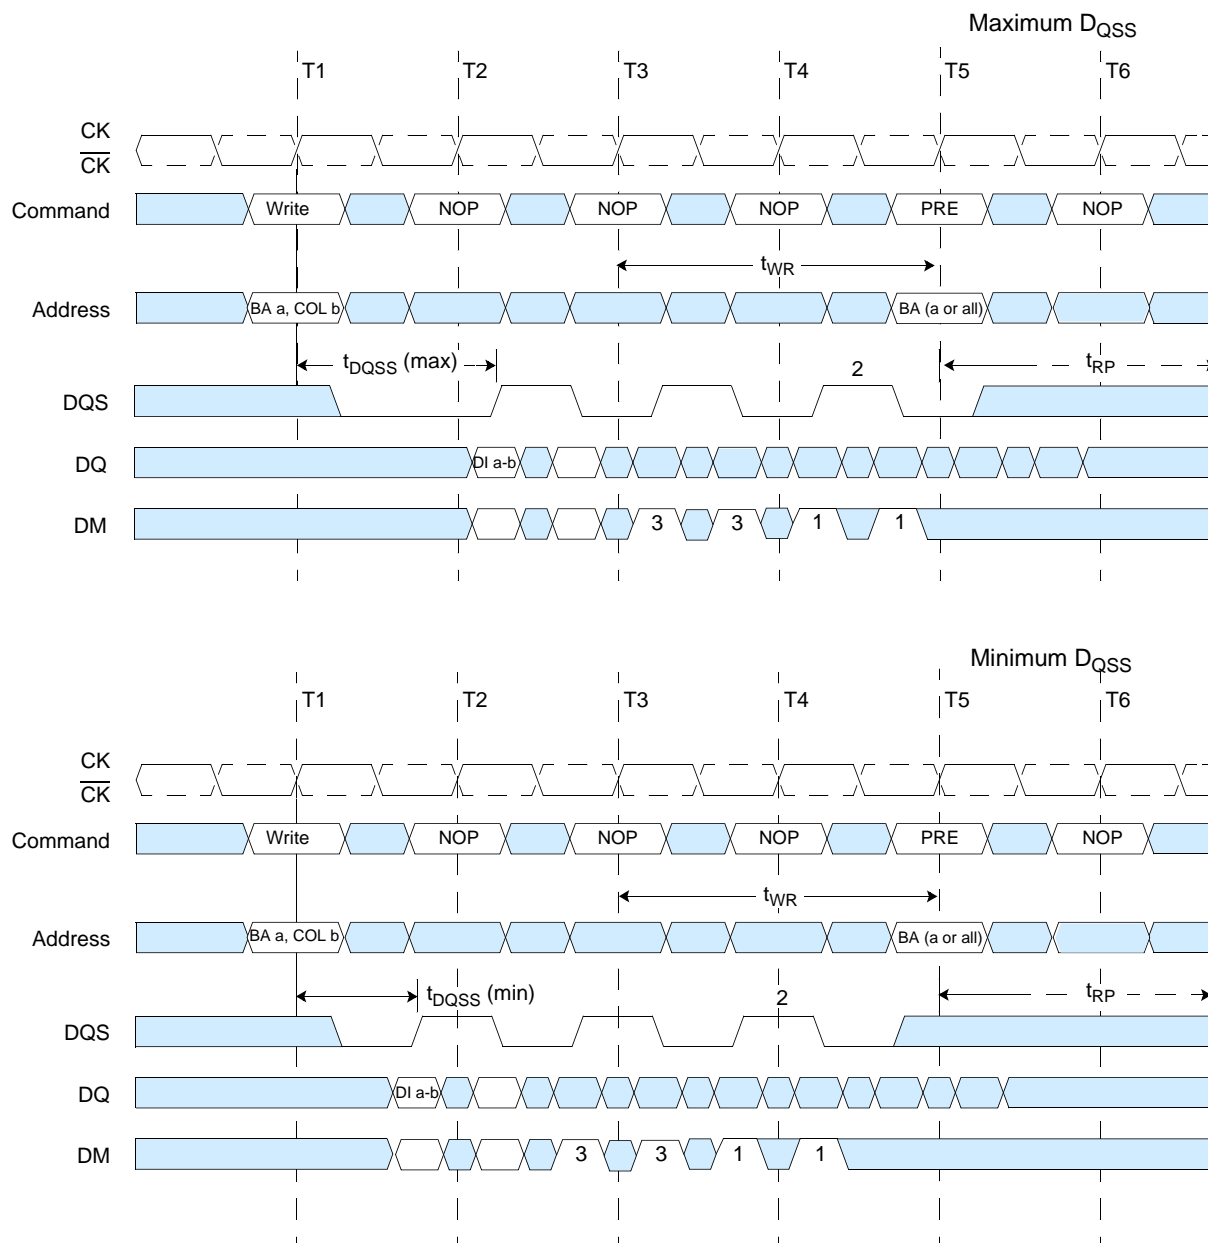 Maximum DQSS
T1 T2 T3 T4 T5 T6
CK
CK
Command Write NOP NOP NOP PRE NOP
tWR
Address BA a, COL b BA (a or all)
tDQSS (max) 2 tRP
DQS
DQ DI a-b
DM 3 3 1 1
Minimum DQSS
T1 T2 T3 T4 T5 T6
CK
CK
Command Write NOP NOP NOP PRE NOP
tWR
Address BA a, COL b BA (a or all)
tDQSS (min) 2 tRP
DQS
DQ DI a-b
DM 3 3 1 1